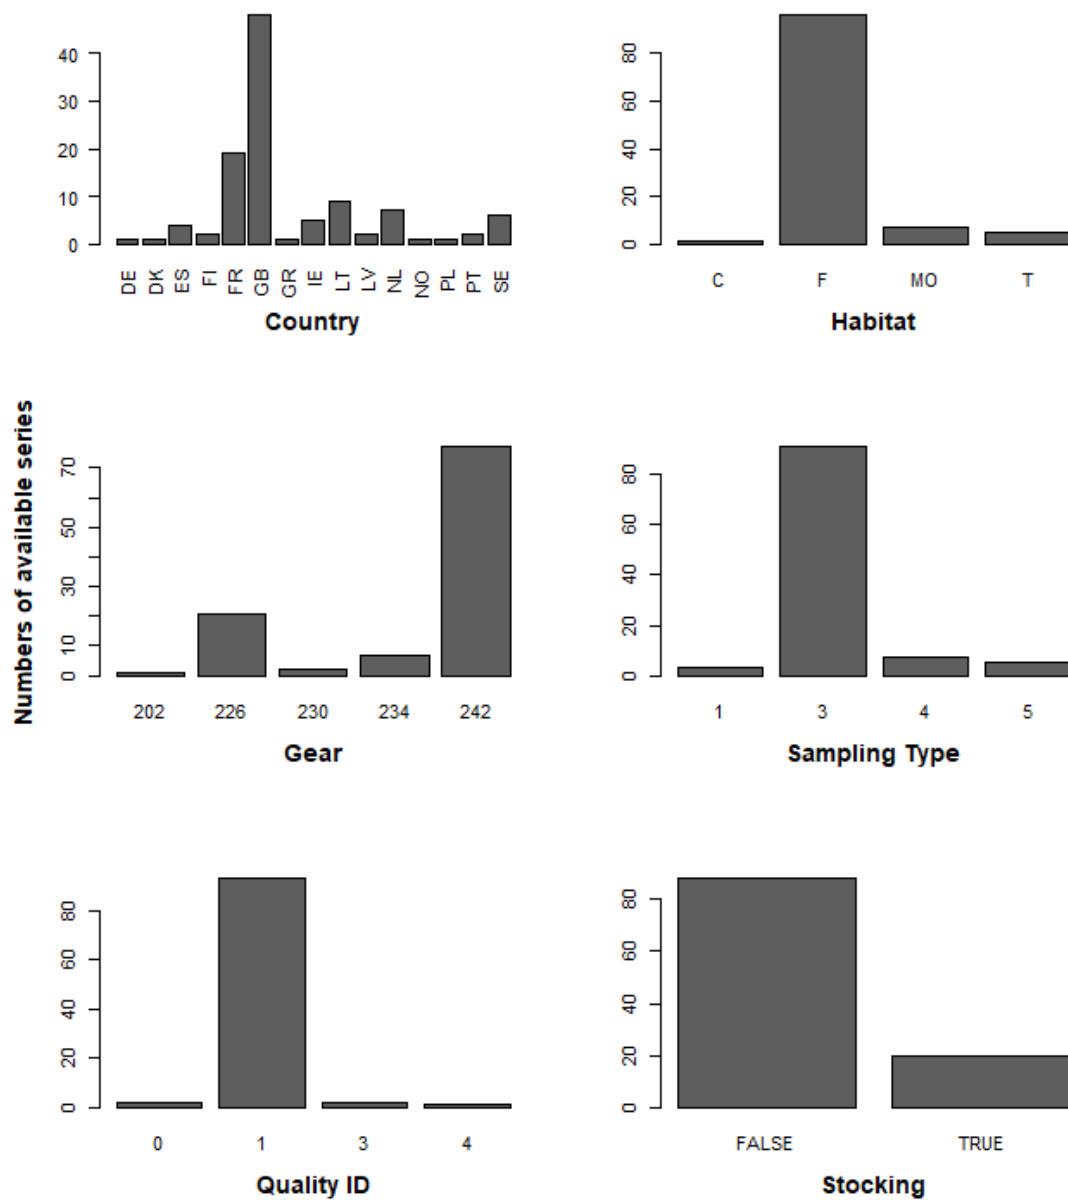 40
30
20
10
0
DE DK ES FI FR GB GR IE LT LV NL NO PL PT SE
Country
80
60
40
20
0
C F MO T
Habitat
Numbers of available series
70
50
30
10
0
202 226 230 234 242
Gear
80
60
40
20
0
1 3 4 5
Sampling Type
80
60
40
20
0
0 1 3 4
Quality ID
80
60
40
20
0
FALSE TRUE
Stocking